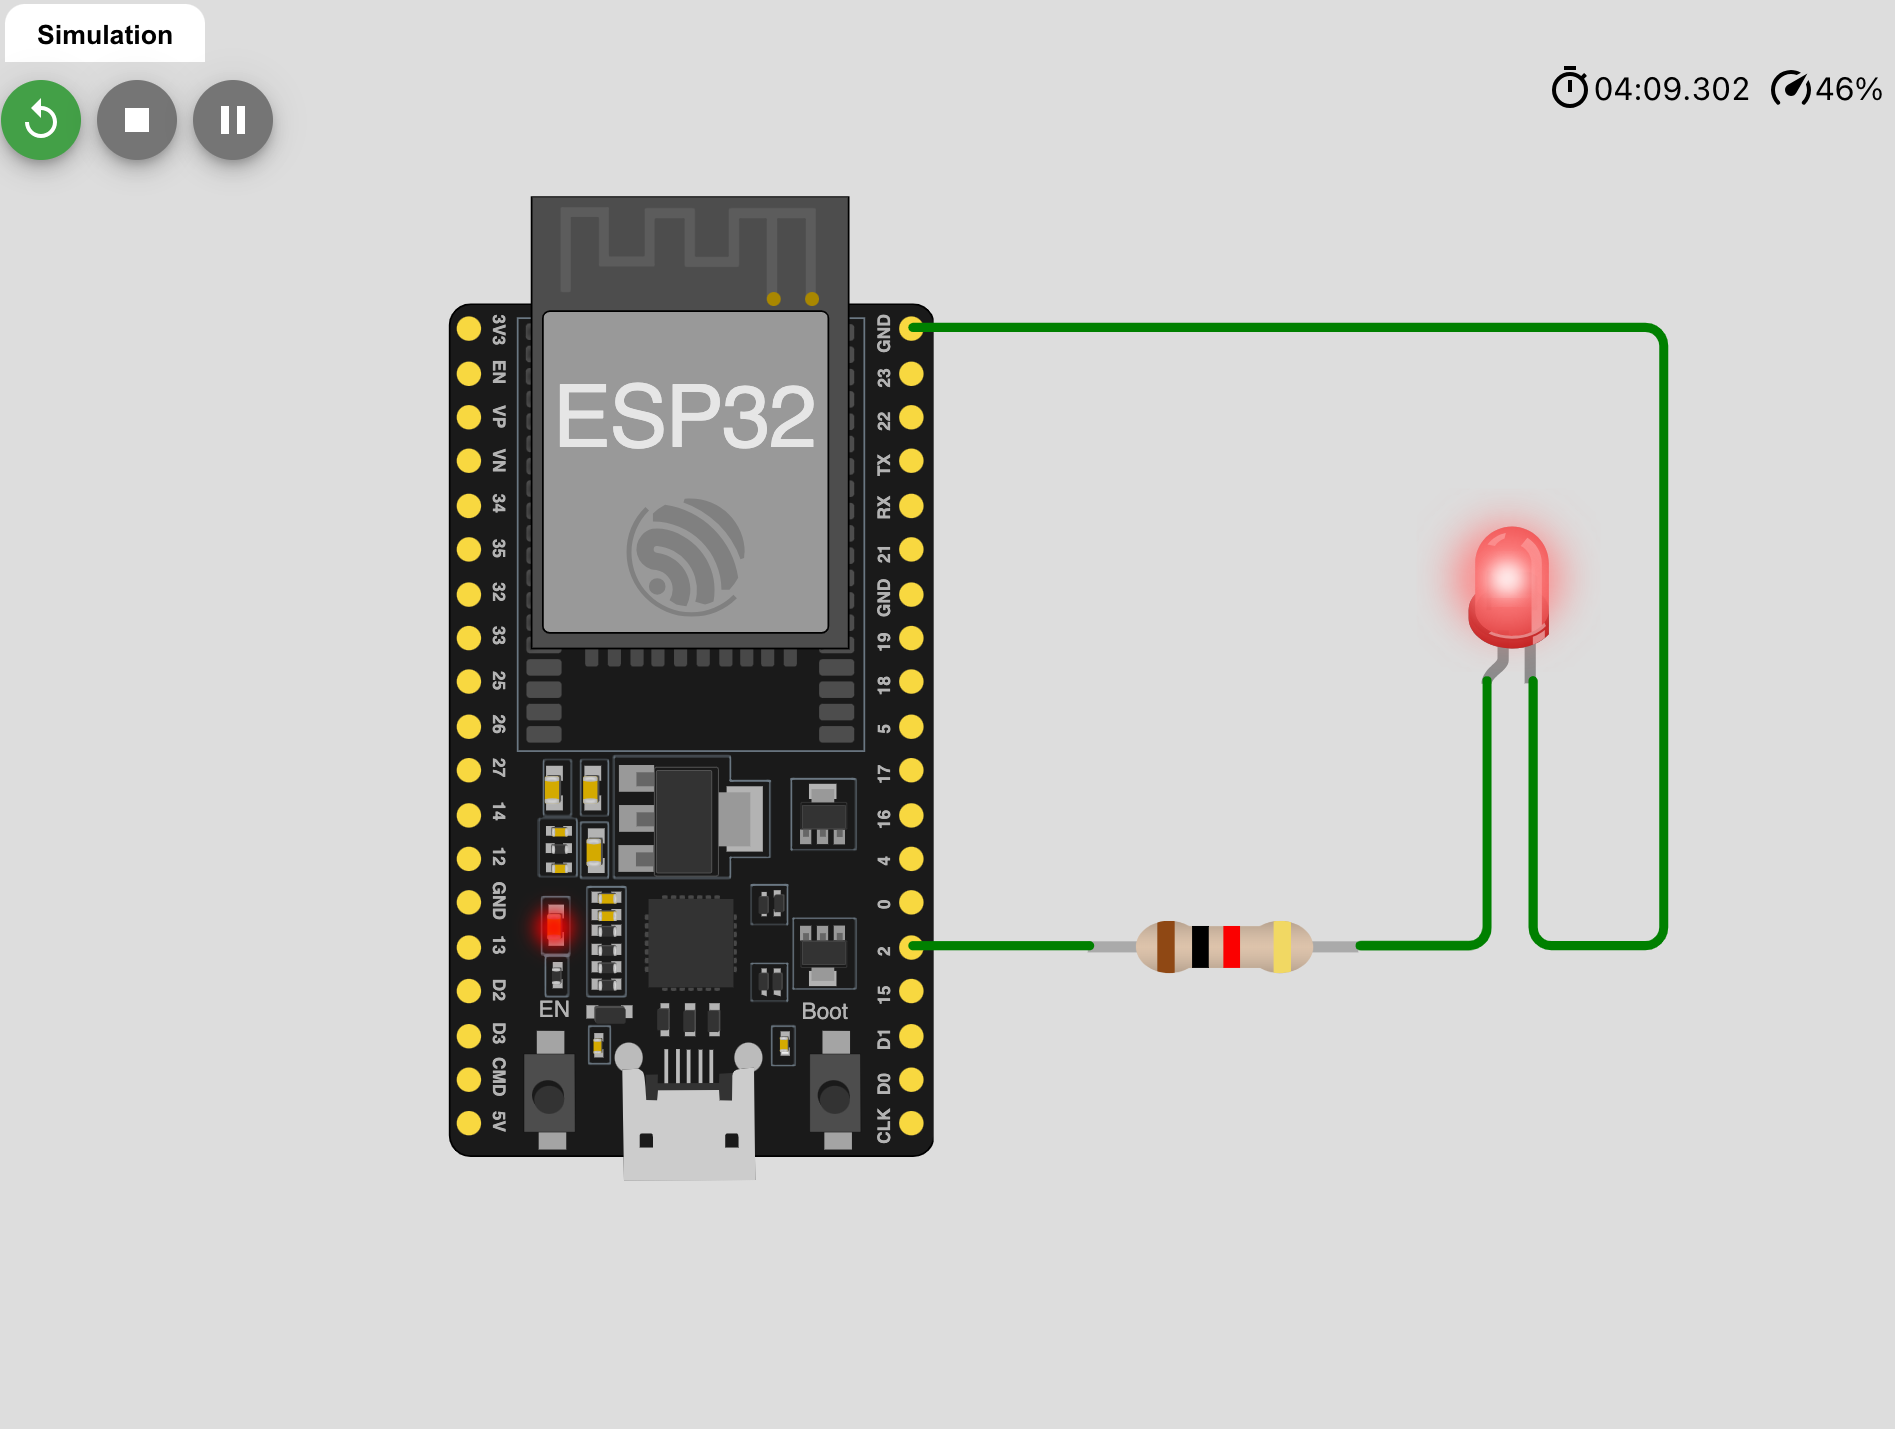 Simulation
04:09.302 46%
ESP32
3V3
EN
VP
VN
34
35
32
33
25
26
27
14
12
GND
13
D2
D3
CMD
5V
GND
23
22
TX
RX
21
GND
19
18
5
17
16
4
0
2
15
D1
D0
CLK
EN
Boot